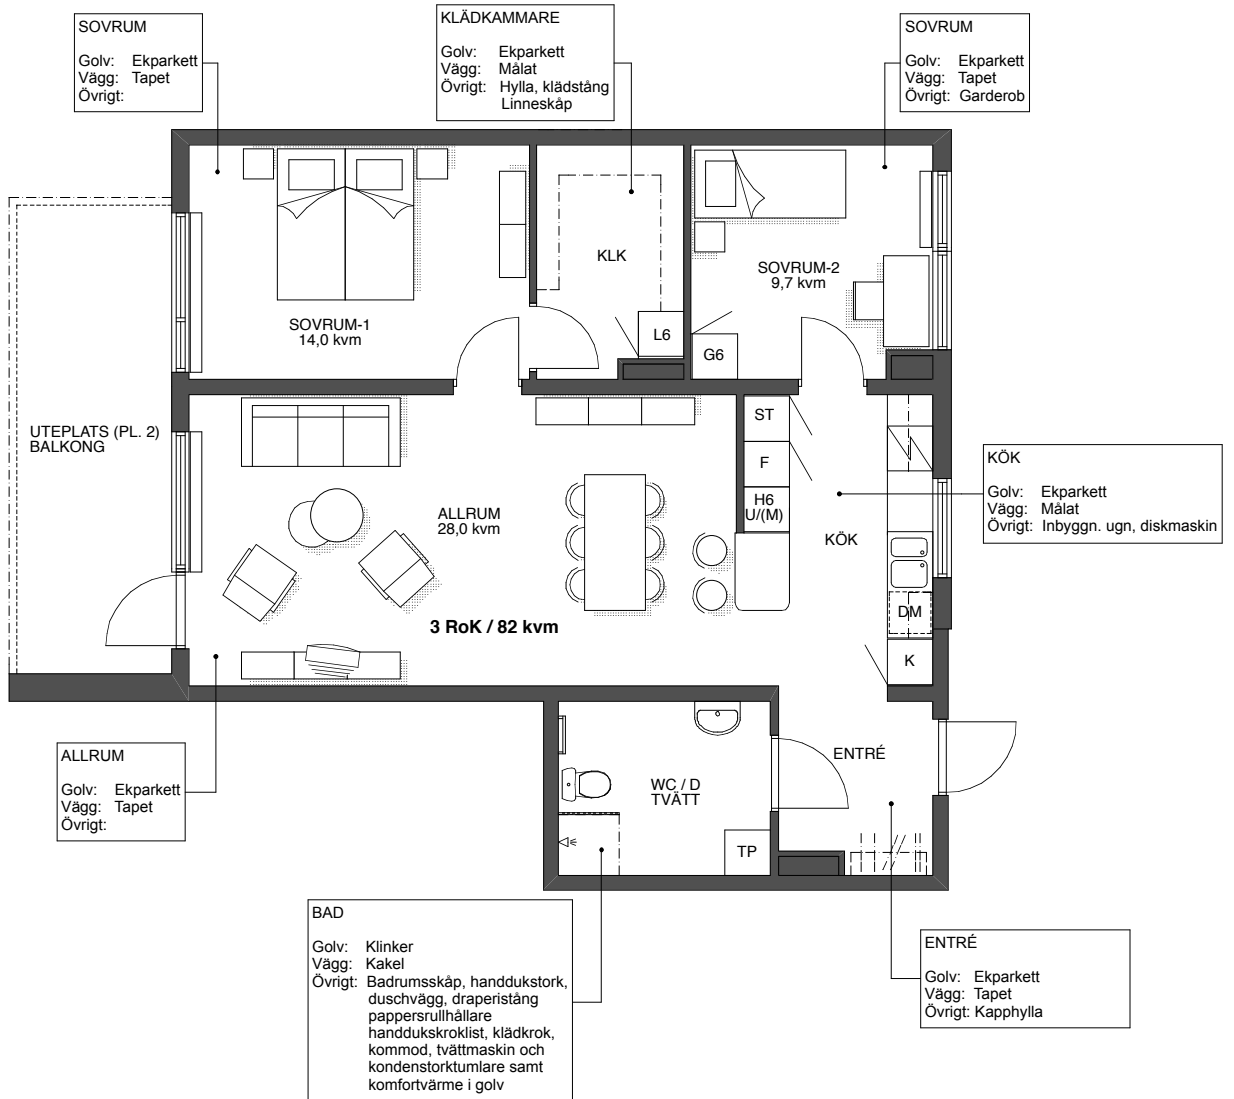 SOVRUM
Golv: Ekparkett
Vägg: Tapet
Övrigt:
KLÄDKAMMARE
Golv: Ekparkett
Vägg: Målat
Övrigt: Hylla, klädstång
Linneskåp
SOVRUM
Golv: Ekparkett
Vägg: Tapet
Övrigt: Garderob
KLK
SOVRUM-1
14,0 kvm
SOVRUM-2
9,7 kvm
L6
G6
UTEPLATS (PL. 2)
BALKONG
ALLRUM
28,0 kvm
ST
F
H6
U/(M)
KÖK
KÖK
Golv: Ekparkett
Vägg: Målat
Övrigt: Inbyggn. ugn, diskmaskin
DM
K
3 RoK / 82 kvm
ALLRUM
Golv: Ekparkett
Vägg: Tapet
Övrigt:
WC / D
TVÄTT
TP
ENTRÉ
BAD
Golv: Klinker
Vägg: Kakel
Övrigt: Badrumsskåp, handdukstork,
duschvägg, draperistång
pappersrullhållare
handdukskroklist, klädkrok,
kommod, tvättmaskin och
kondenstorktumlare samt
komfortvärme i golv
ENTRÉ
Golv: Ekparkett
Vägg: Tapet
Övrigt: Kapphylla